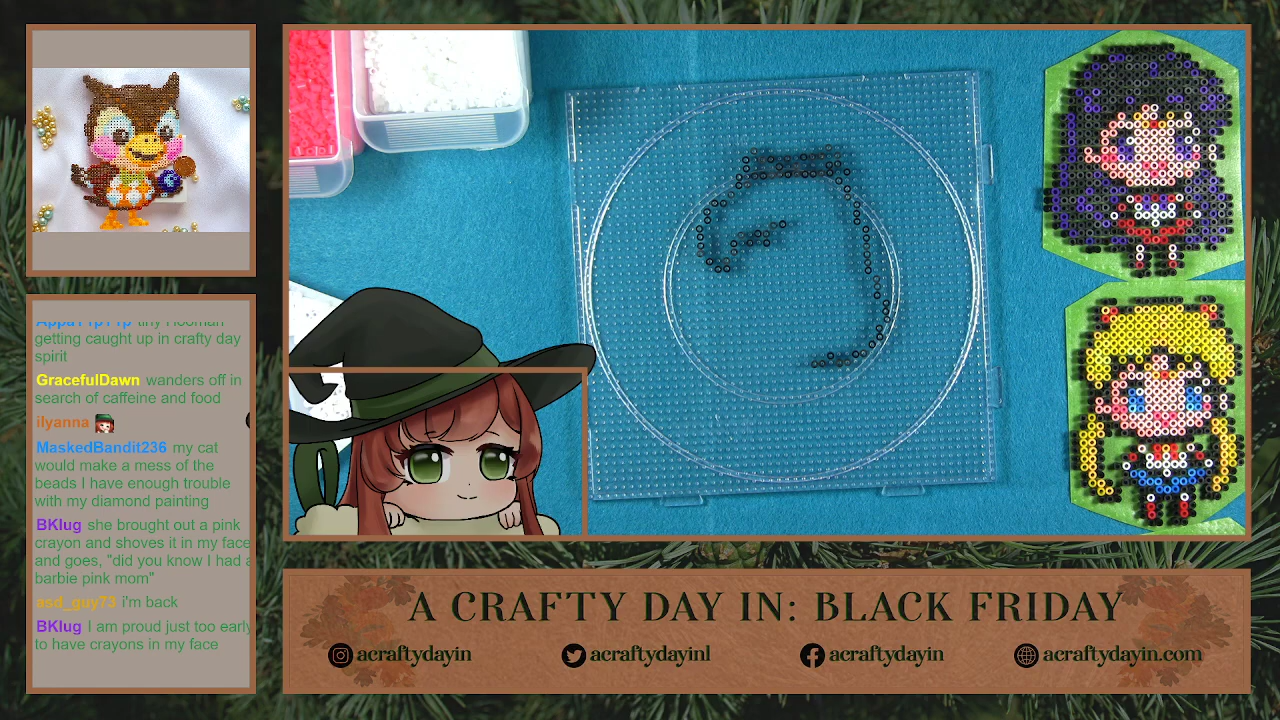 getting caught up in crafty day
spirit
GracefulDawn wanders off in
search of caffeine and food
ilyanna
MaskedBandit236 my cat
would make a mess of the
beads I have enough trouble
with my diamond painting
BKlug she brought out a pink
crayon and shoves it in my face
and goes, "did you know I had a
barbie pink mom"
asd_guy73 i'm back
BKlug I am proud just too early
to have crayons in my face
A CRAFTY DAY IN: BLACK FRIDAY
acraftydayin
acraftydayin1
acraftydayin
acraftydayin.com